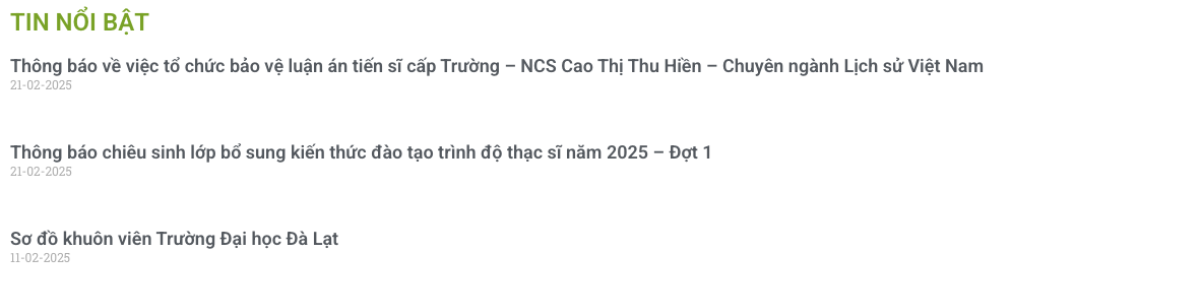 TIN NỔI BẬT
Thông báo về việc tổ chức bảo vệ luận án tiến sĩ cấp Trường – NCS Cao Thị Thu Hiền – Chuyên ngành Lịch sử Việt Nam
21-02-2025
Thông báo chiêu sinh lớp bổ sung kiến thức đào tạo trình độ thạc sĩ năm 2025 – Đợt 1
21-02-2025
Sơ đồ khuôn viên Trường Đại học Đà Lạt
11-02-2025